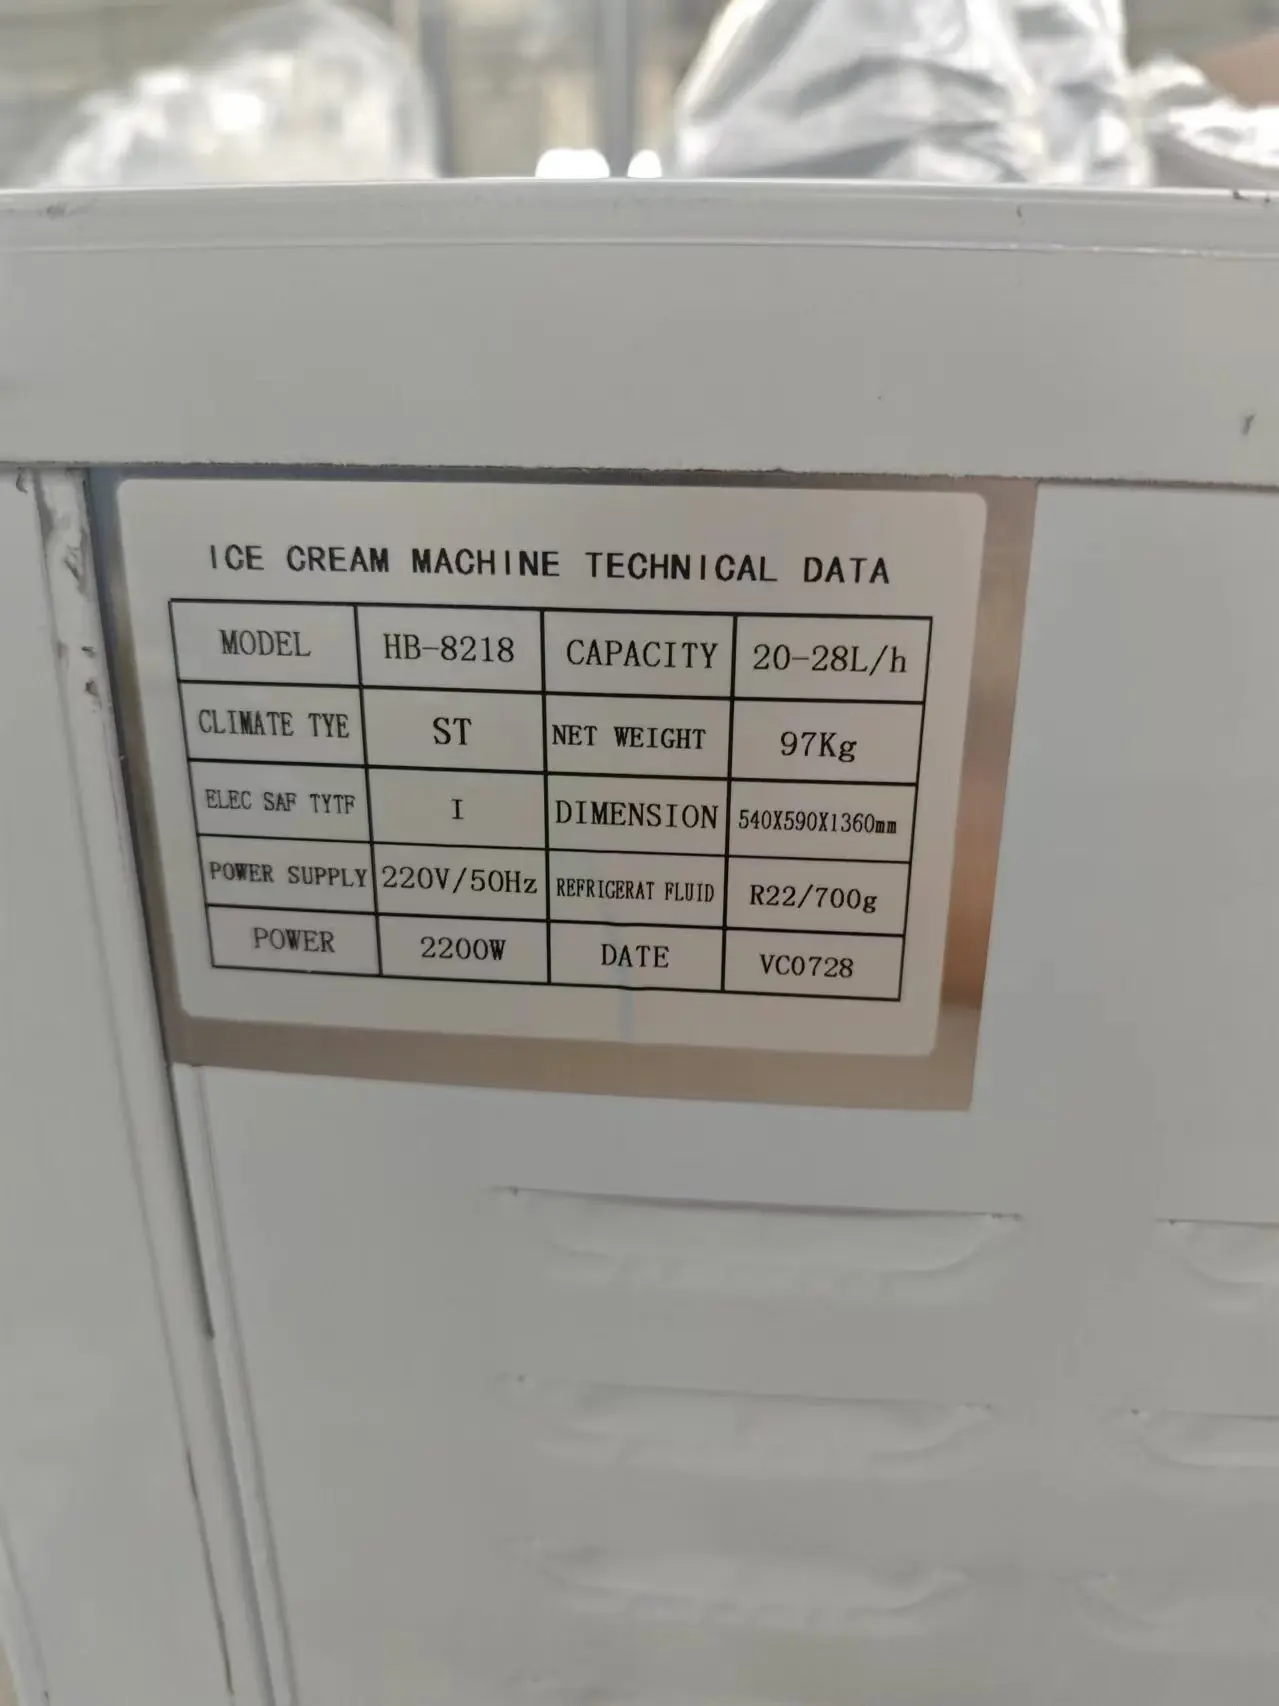 ICE CREAM MACHINE TECHNICAL DATA
MODEL HB-8218 CAPACITY 20-28L/h
CLIMATE TYE ST NET WEIGHT 97Kg
ELEC SAF TYTF I DIMENSION 540X590X1360mm
POWER SUPPLY 220V/50Hz REFRIGERAT FLUID R22/700g
POWER 2200W DATE VC0728